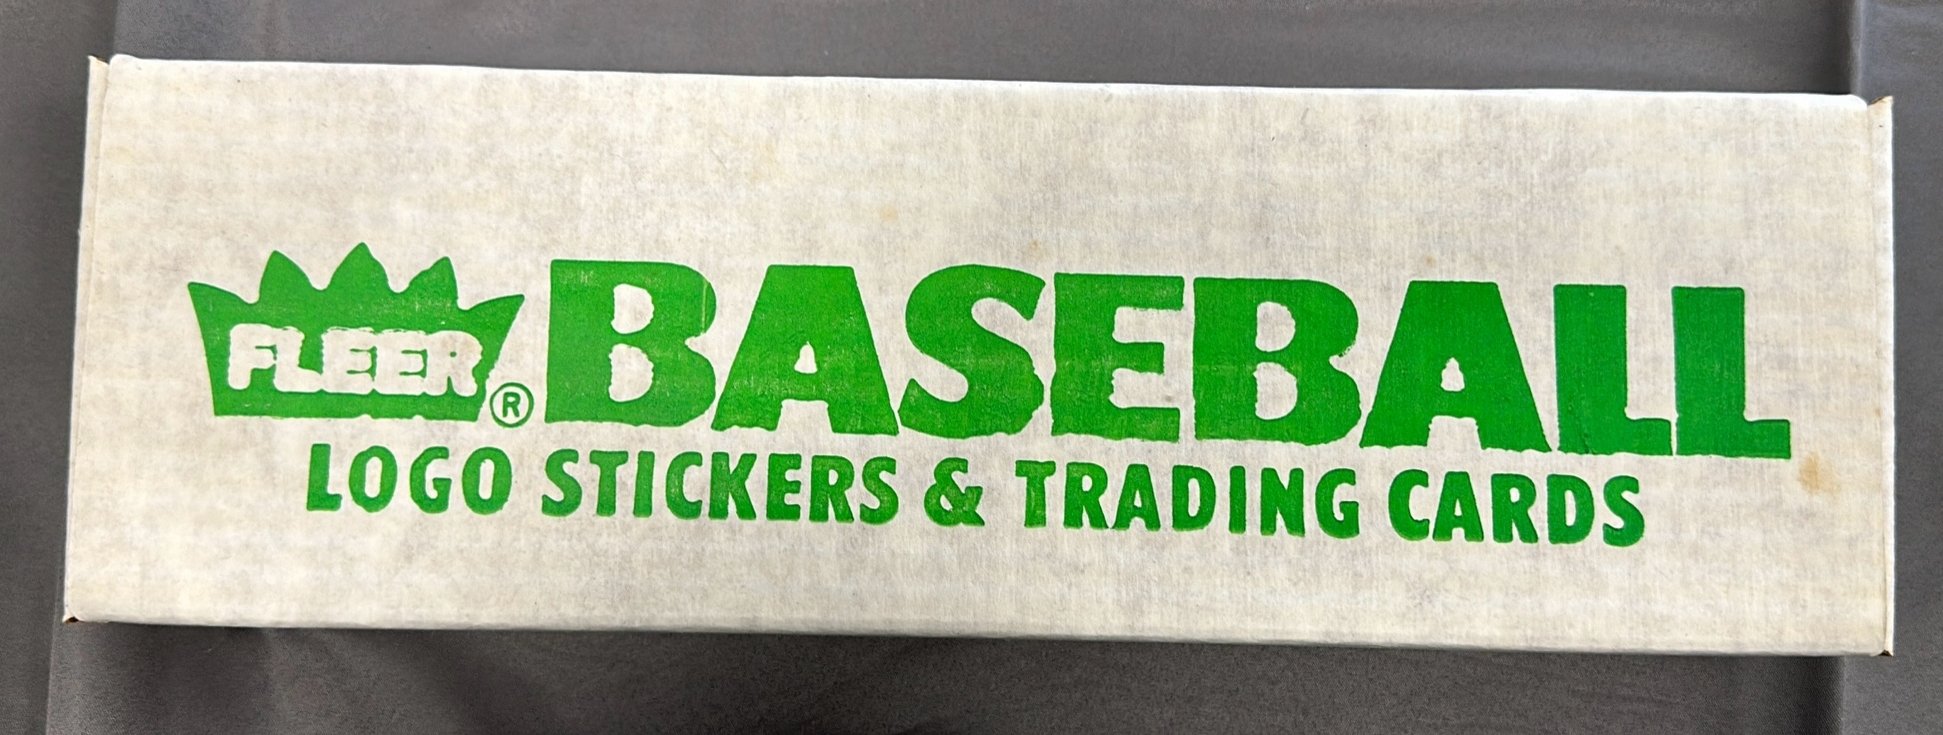 FLEER® BASEBALL
LOGO STICKERS & TRADING CARDS